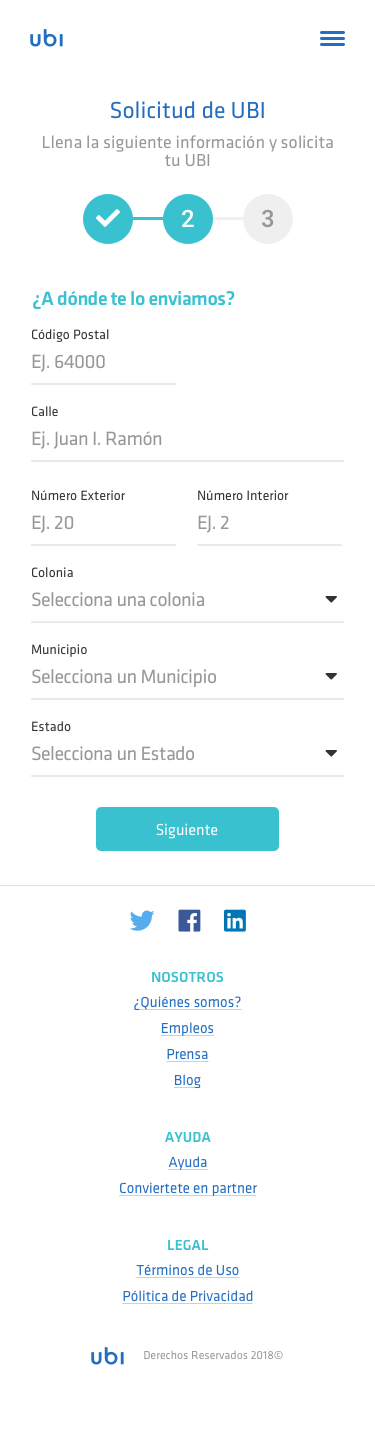 ubi
Solicitud de UBI
Llena la siguiente información y solicita
tu UBI
2 3
¿A dónde te lo enviamos?
Código Postal
EJ. 64000
Calle
Ej. Juan I. Ramón
Número Exterior Número Interior
EJ. 20 EJ. 2
Colonia
Selecciona una colonia
Municipio
Selecciona un Municipio
Estado
Selecciona un Estado
Siguiente
NOSOTROS
¿Quiénes somos?
Empleos
Prensa
Blog
AYUDA
Ayuda
Conviertete en partner
LEGAL
Términos de Uso
Pólitica de Privacidad
ubi Derechos Reservados 2018©